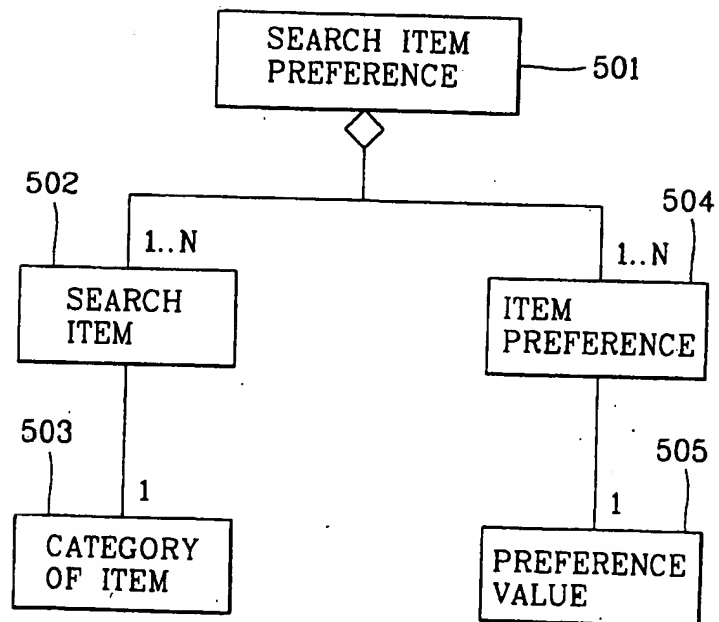 SEARCH ITEM
PREFERENCE
501
502
504
1..N
1..N
SEARCH
ITEM
ITEM
PREFERENCE
503
505
1
1
CATEGORY
OF ITEM
PREFERENCE
VALUE